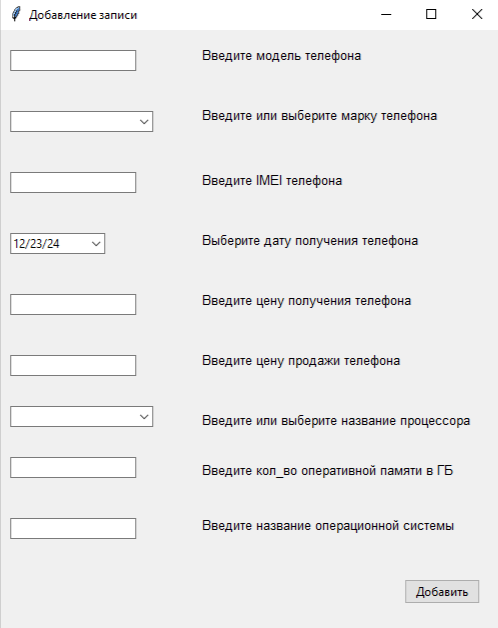 Добавление записи
Введите модель телефона
Введите или выберите марку телефона
Введите IMEI телефона
12/23/24
Выберите дату получения телефона
Введите цену получения телефона
Введите цену продажи телефона
Введите или выберите название процессора
Введите кол_во оперативной памяти в ГБ
Введите название операционной системы
Добавить